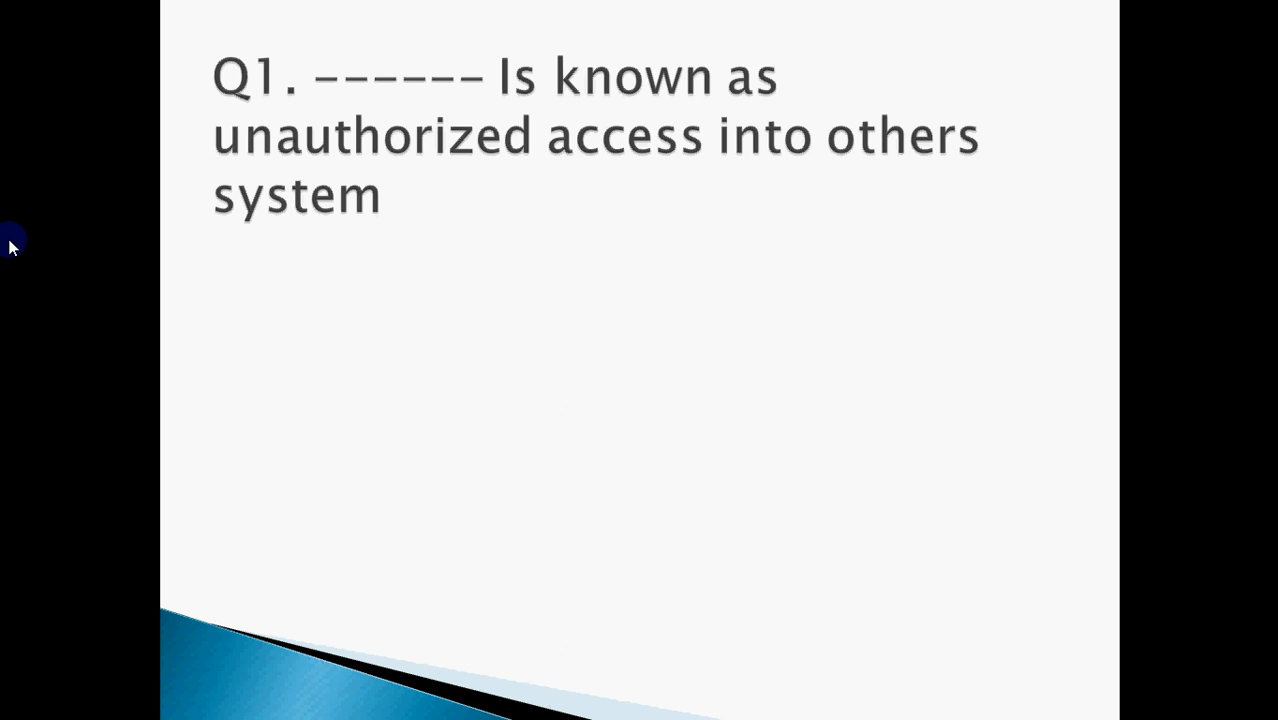 Q1. ------ Is known as
unauthorized access into others
system